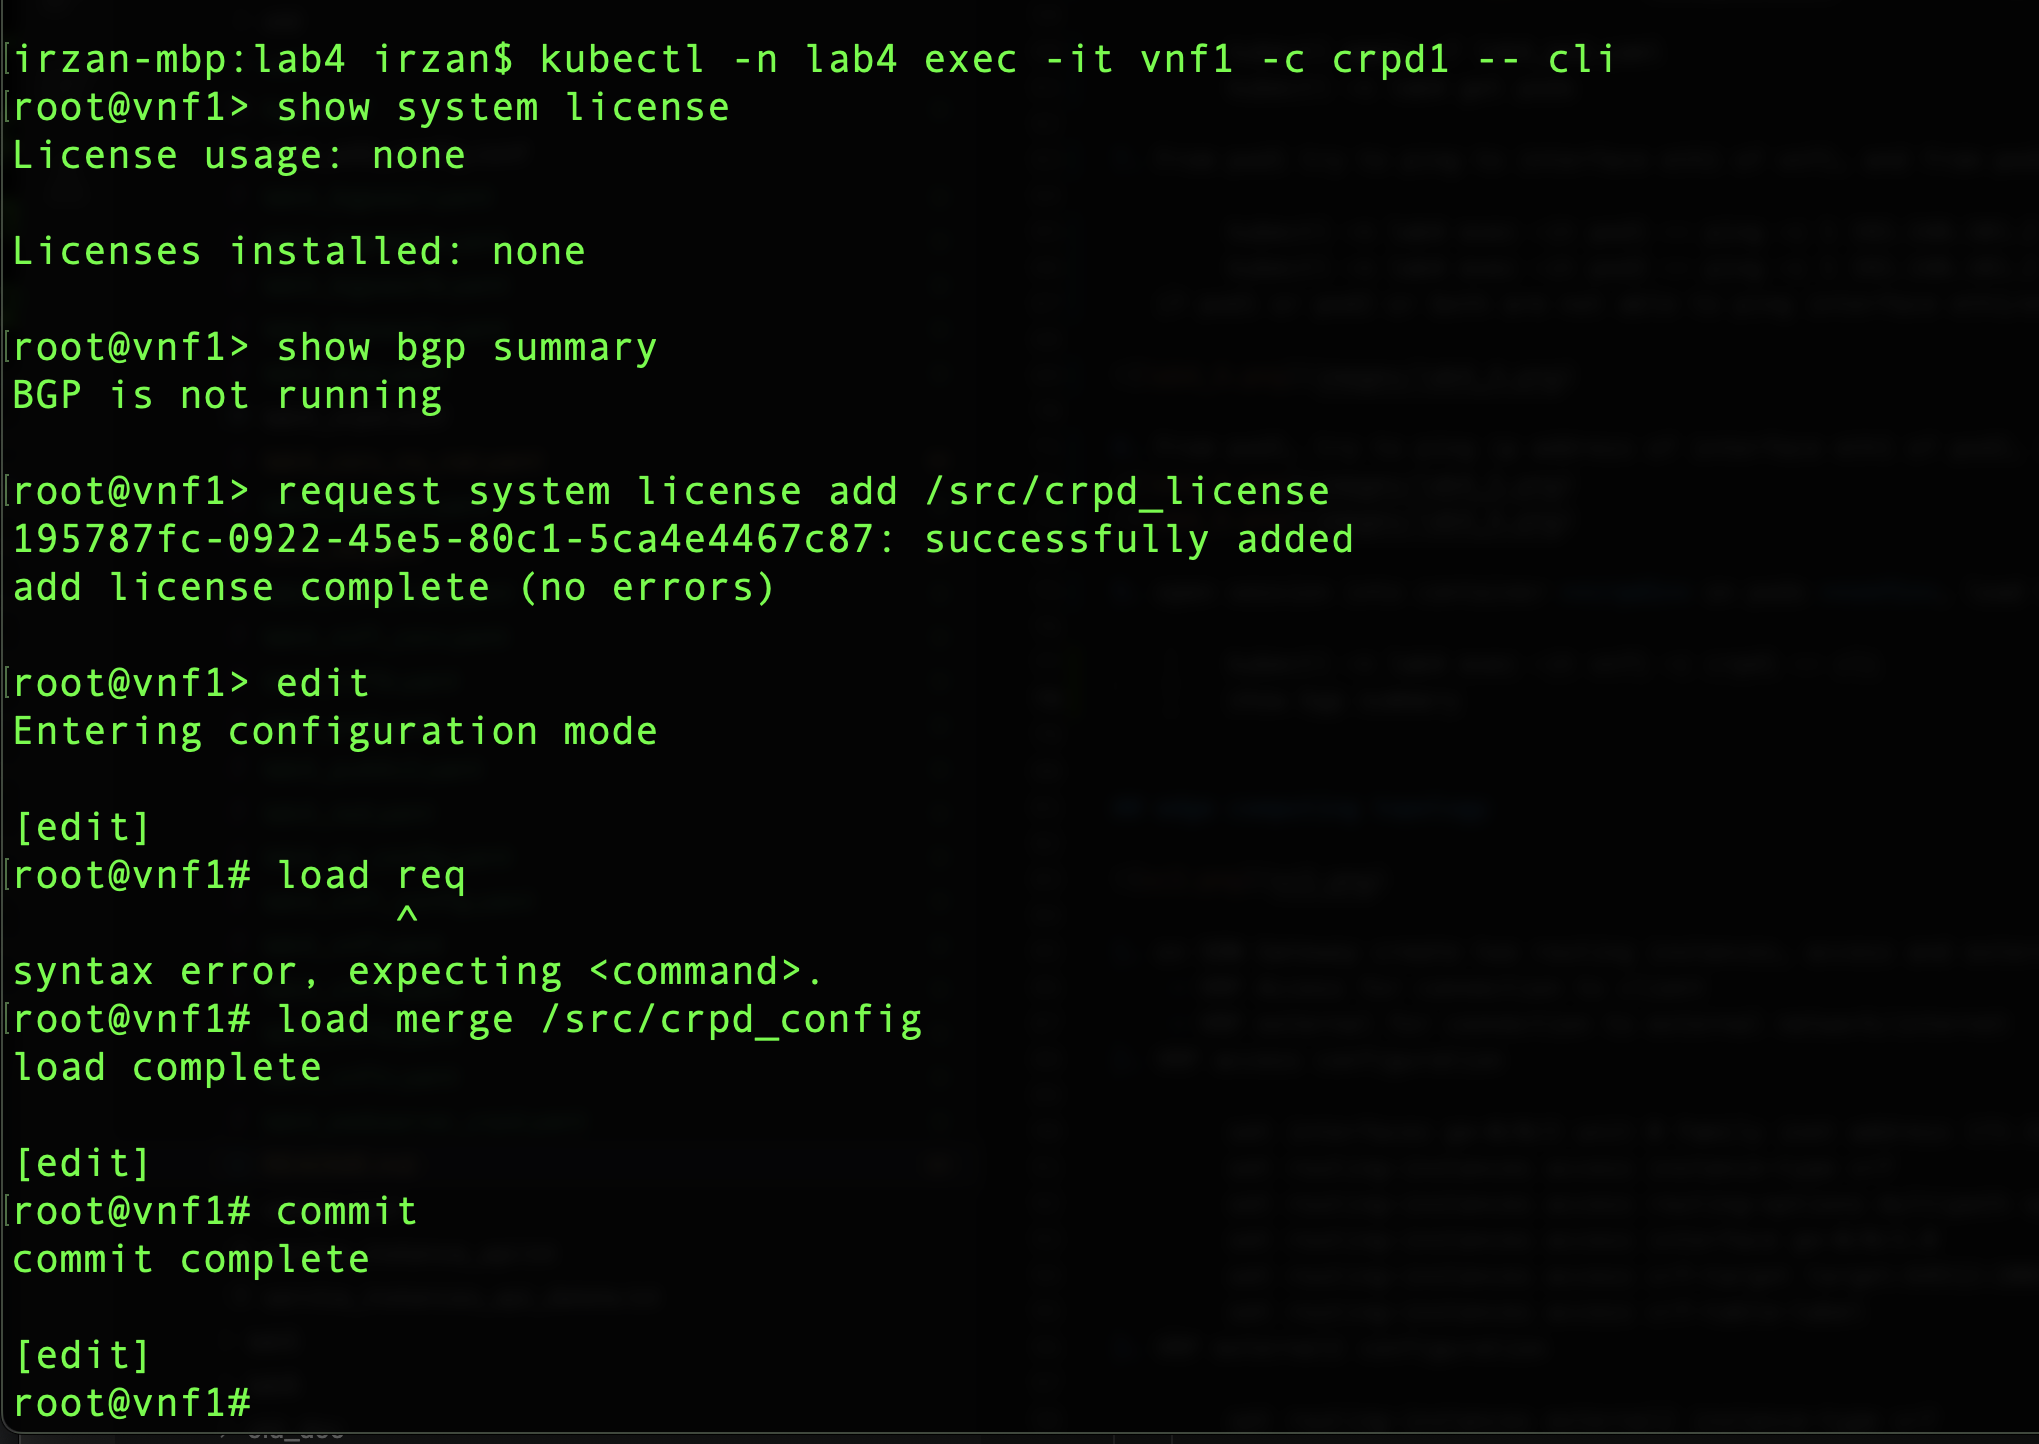 irzan-mbp:lab4 irzan$ kubectl -n lab4 exec -it vnf1 -c crpd1 -- cli
root@vnf1> show system license
License usage: none
Licenses installed: none
root@vnf1> show bgp summary
BGP is not running
root@vnf1> request system license add /src/crpd_license
195787fc-0922-45e5-80c1-5ca4e4467c87: successfully added
add license complete (no errors)
root@vnf1> edit
Entering configuration mode
[edit]
root@vnf1# load req
^
syntax error, expecting <command>.
root@vnf1# load merge /src/crpd_config
load complete
[edit]
root@vnf1# commit
commit complete
[edit]
root@vnf1#